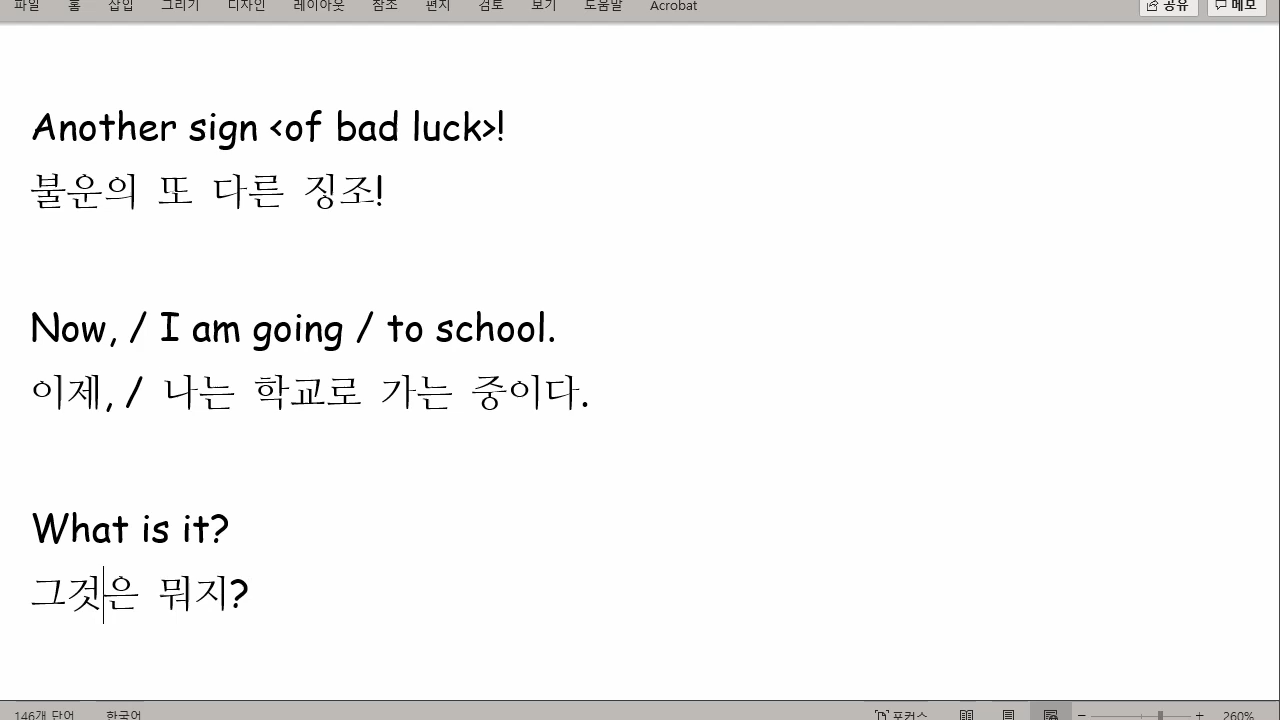 파일 홈 삽입 그리기 디자인 레이아웃 참조 편지 검토 보기 도움말 Acrobat 공유 메모
Another sign <of bad luck>!
불운의 또 다른 징조!
Now, / I am going / to school.
이제, / 나는 학교로 가는 중이다.
What is it?
그것은 뭐지?
146개 단어 한국어 포커스 260%